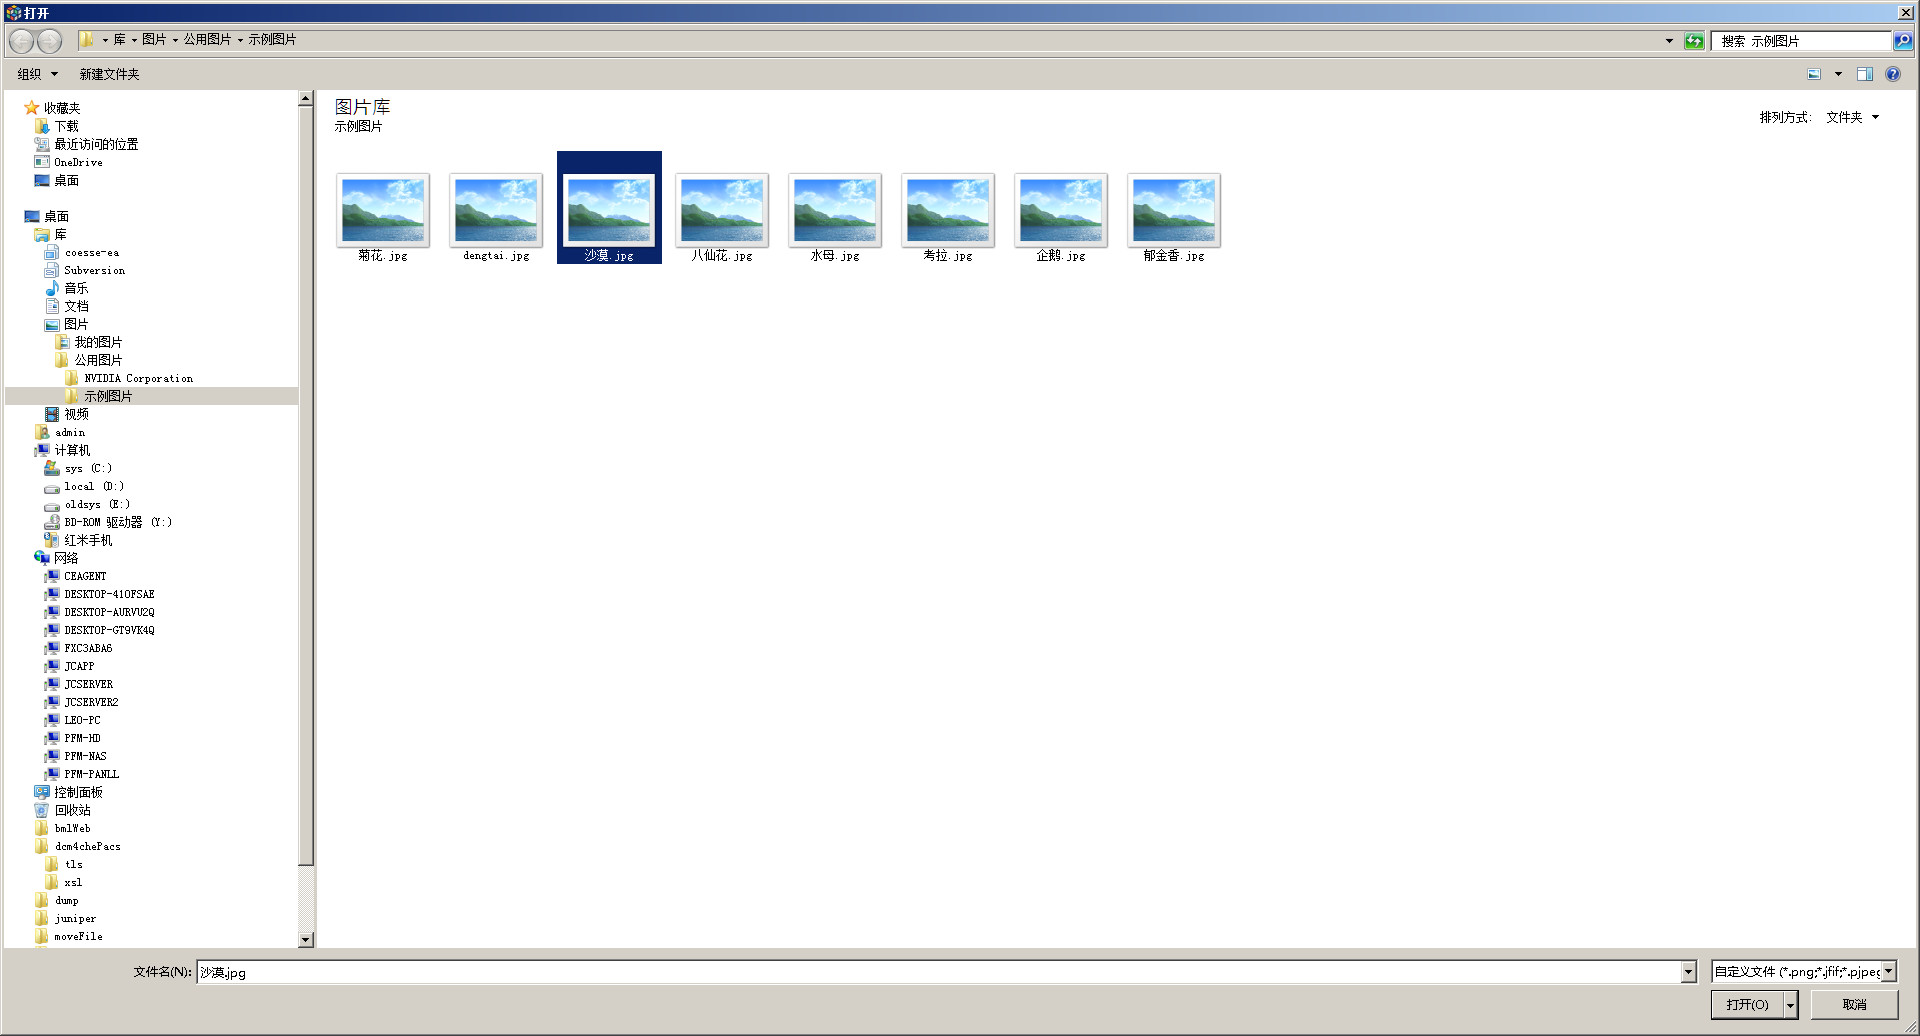 打开
库 图片 公用图片 示例图片
搜索 示例图片
组织 新建文件夹
收藏夹
下载
最近访问的位置
OneDrive
桌面
桌面
库
coesse-ea
Subversion
音乐
文档
图片
我的图片
公用图片
NVIDIA Corporation
示例图片
视频
admin
计算机
sys (C:)
local (D:)
oldsys (E:)
BD-ROM 驱动器 (Y:)
红米手机
网络
CEAGENT
DESKTOP-410FSAE
DESKTOP-AURVU2Q
DESKTOP-GT9VK4Q
FXC3ABA6
JCAPP
JCSERVER
JCSERVER2
LEO-PC
PFM-HD
PFM-NAS
PFM-PANLL
控制面板
回收站
bmlWeb
dcm4chePacs
tls
xsl
dump
juniper
moveFile
图片库
示例图片
排列方式: 文件夹
菊花.jpg
dengtai.jpg
沙漠.jpg
八仙花.jpg
水母.jpg
考拉.jpg
企鹅.jpg
郁金香.jpg
文件名(N): 沙漠.jpg
自定义文件 (*.png;*.jfif;*.pjpeg
打开(O)
取消